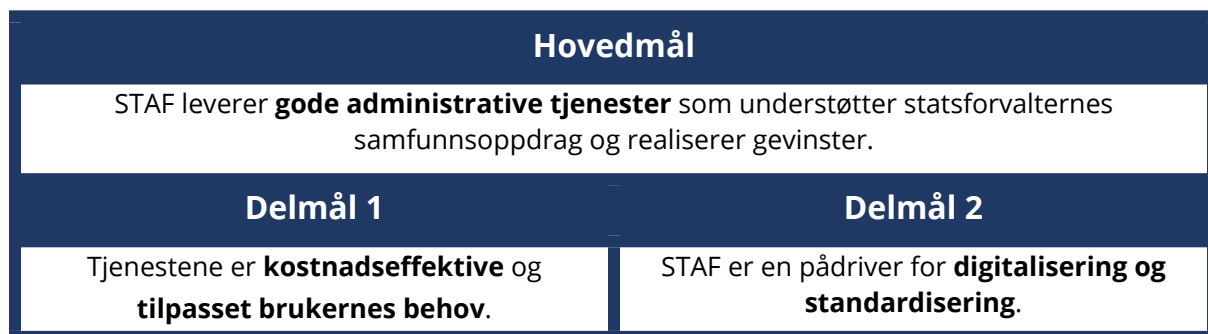 Hovedmål
STAF leverer gode administrative tjenester som understøtter statsforvalternes
samfunnsoppdrag og realiserer gevinster.
Delmål 1
Delmål 2
Tjenestene er kostnadseffektive og
tilpasset brukernes behov.
STAF er en pådriver for digitalisering og
standardisering.